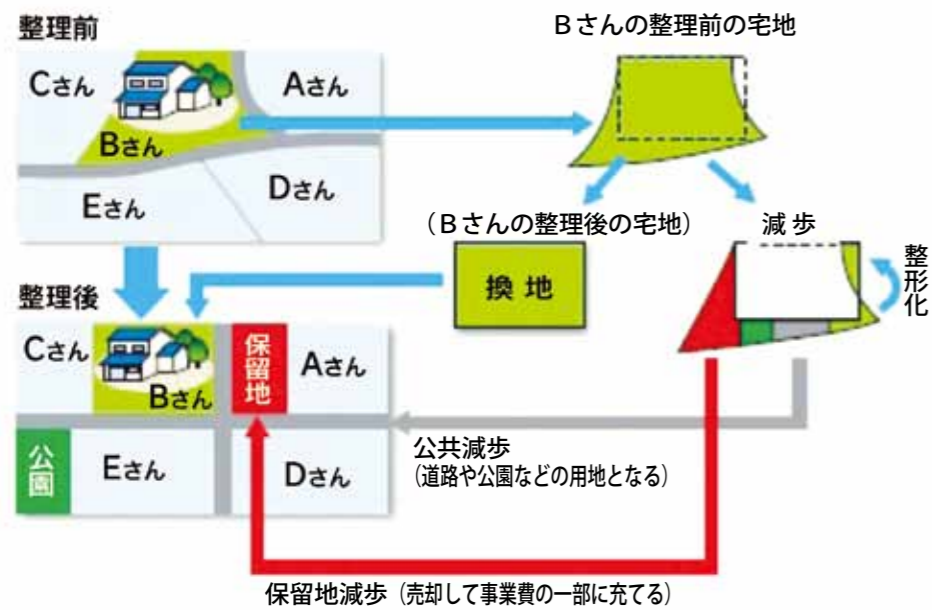 整理前
Bさんの整理前の宅地
Cさん
Aさん
Bさん
Eさん
Dさん
(Bさんの整理後の宅地)
減歩
換地
整形化
整理後
Cさん
Bさん
保留地
Aさん
公園
Eさん
Dさん
公共減歩
(道路や公園などの用地となる)
保留地減歩(売却して事業費の一部に充てる)